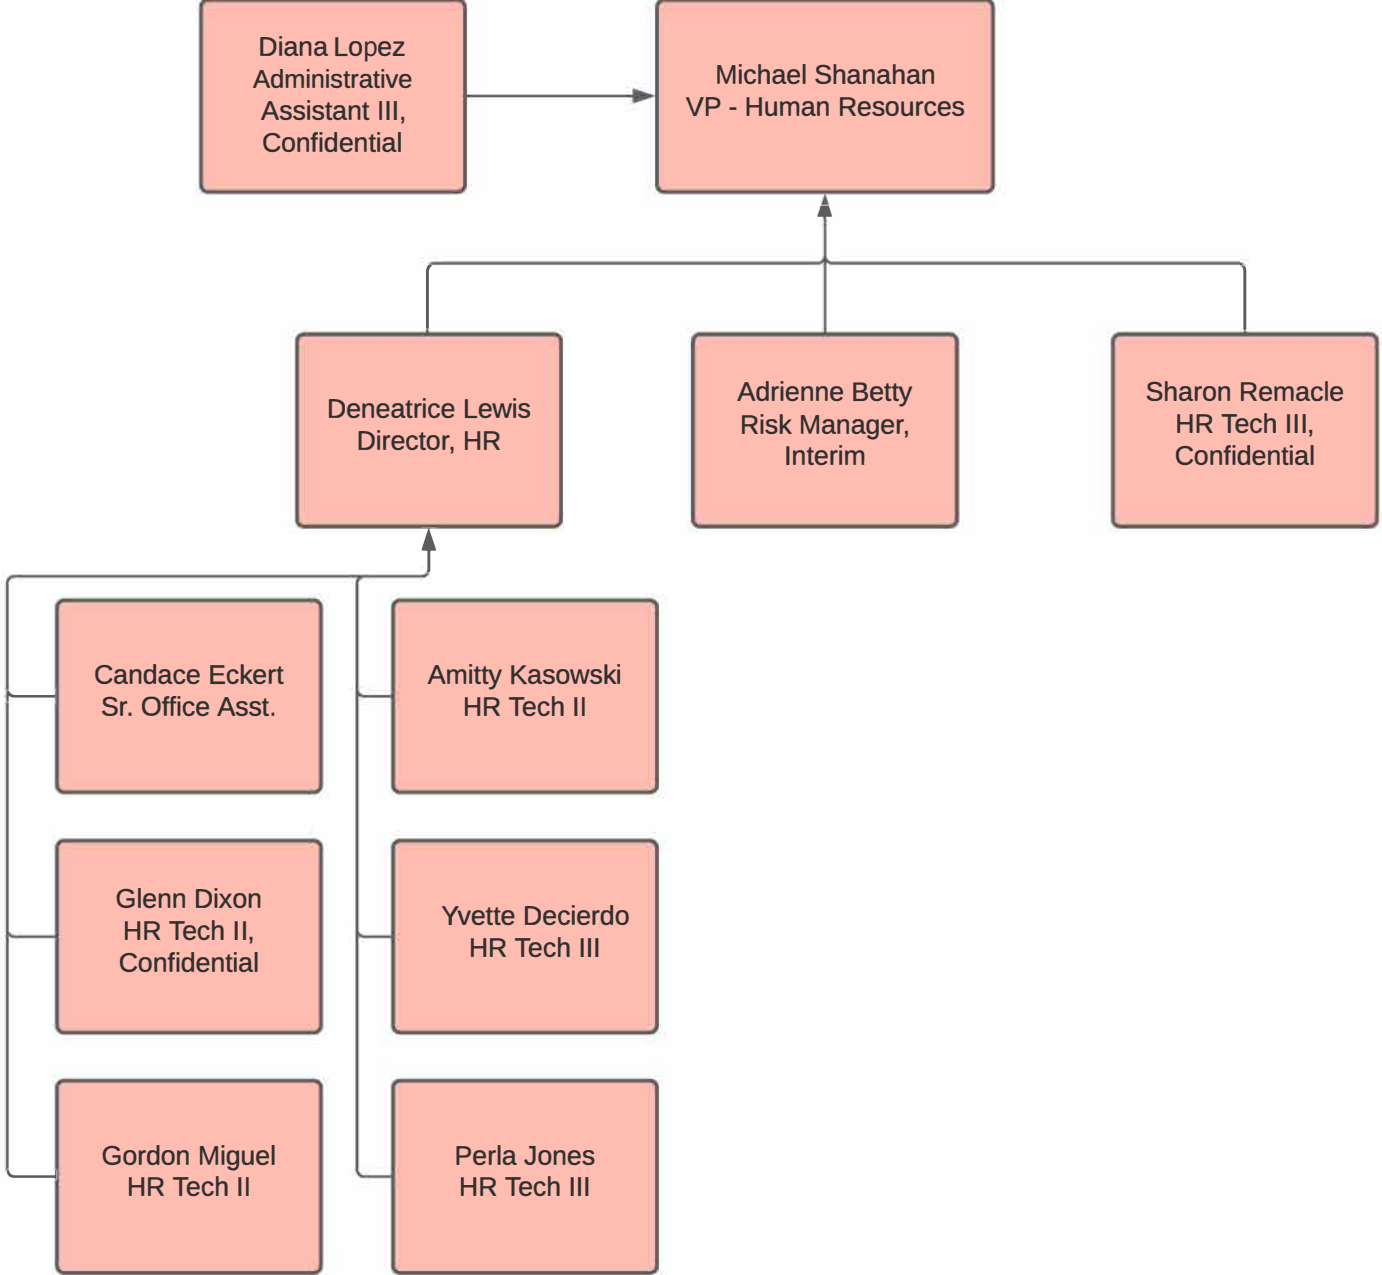 Diana Lopez
Administrative
Assistant III,
Confidential
Michael Shanahan
VP - Human Resources
Deneatrice Lewis
Director, HR
Adrienne Betty
Risk Manager,
Interim
Sharon Remacle
HR Tech III,
Confidential
Candace Eckert
Sr. Office Asst.
Amitty Kasowski
HR Tech II
Glenn Dixon
HR Tech II,
Confidential
Yvette Decierdo
HR Tech III
Gordon Miguel
HR Tech II
Perla Jones
HR Tech III